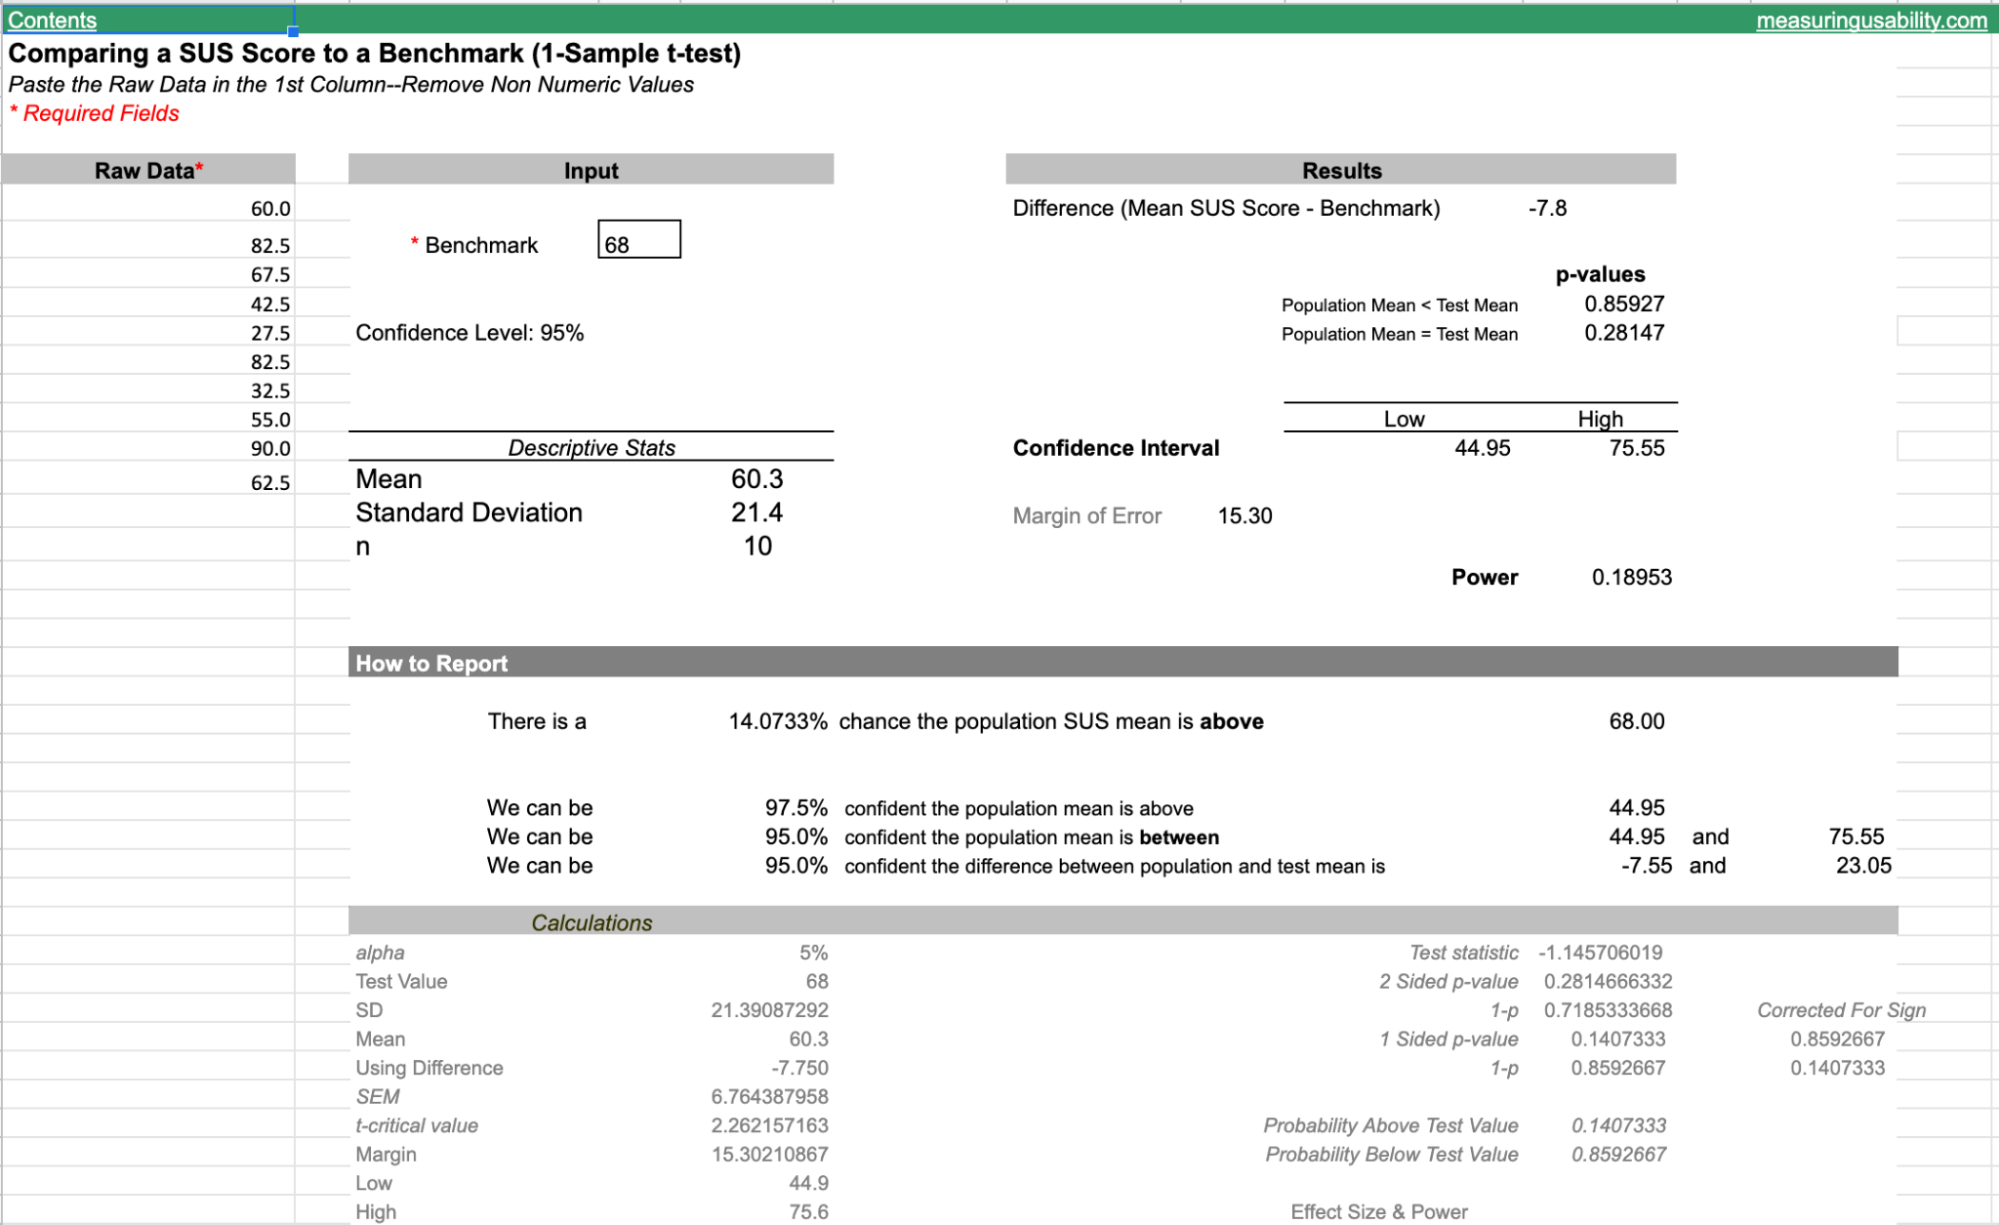 Contents measuringusability.com
Comparing a SUS Score to a Benchmark (1-Sample t-test)
Paste the Raw Data in the 1st Column--Remove Non Numeric Values
* Required Fields
Raw Data* Input Results
60.0 Difference (Mean SUS Score - Benchmark) -7.8
82.5 * Benchmark 68
67.5 p-values
42.5 Population Mean < Test Mean 0.85927
27.5 Confidence Level: 95% Population Mean = Test Mean 0.28147
82.5
32.5
55.0 Low High
90.0 Descriptive Stats Confidence Interval 44.95 75.55
62.5 Mean 60.3
Standard Deviation 21.4 Margin of Error 15.30
n 10
Power 0.18953
How to Report
There is a 14.0733% chance the population SUS mean is above 68.00
We can be 97.5% confident the population mean is above 44.95
We can be 95.0% confident the population mean is between 44.95 and 75.55
We can be 95.0% confident the difference between population and test mean is -7.55 and 23.05
Calculations
alpha 5% Test statistic -1.145706019
Test Value 68 2 Sided p-value 0.2814666332
SD 21.39087292 1-p 0.7185333668 Corrected For Sign
Mean 60.3 1 Sided p-value 0.1407333 0.8592667
Using Difference -7.750 1-p 0.8592667 0.1407333
SEM 6.764387958
t-critical value 2.262157163 Probability Above Test Value 0.1407333
Margin 15.30210867 Probability Below Test Value 0.8592667
Low 44.9
High 75.6 Effect Size & Power